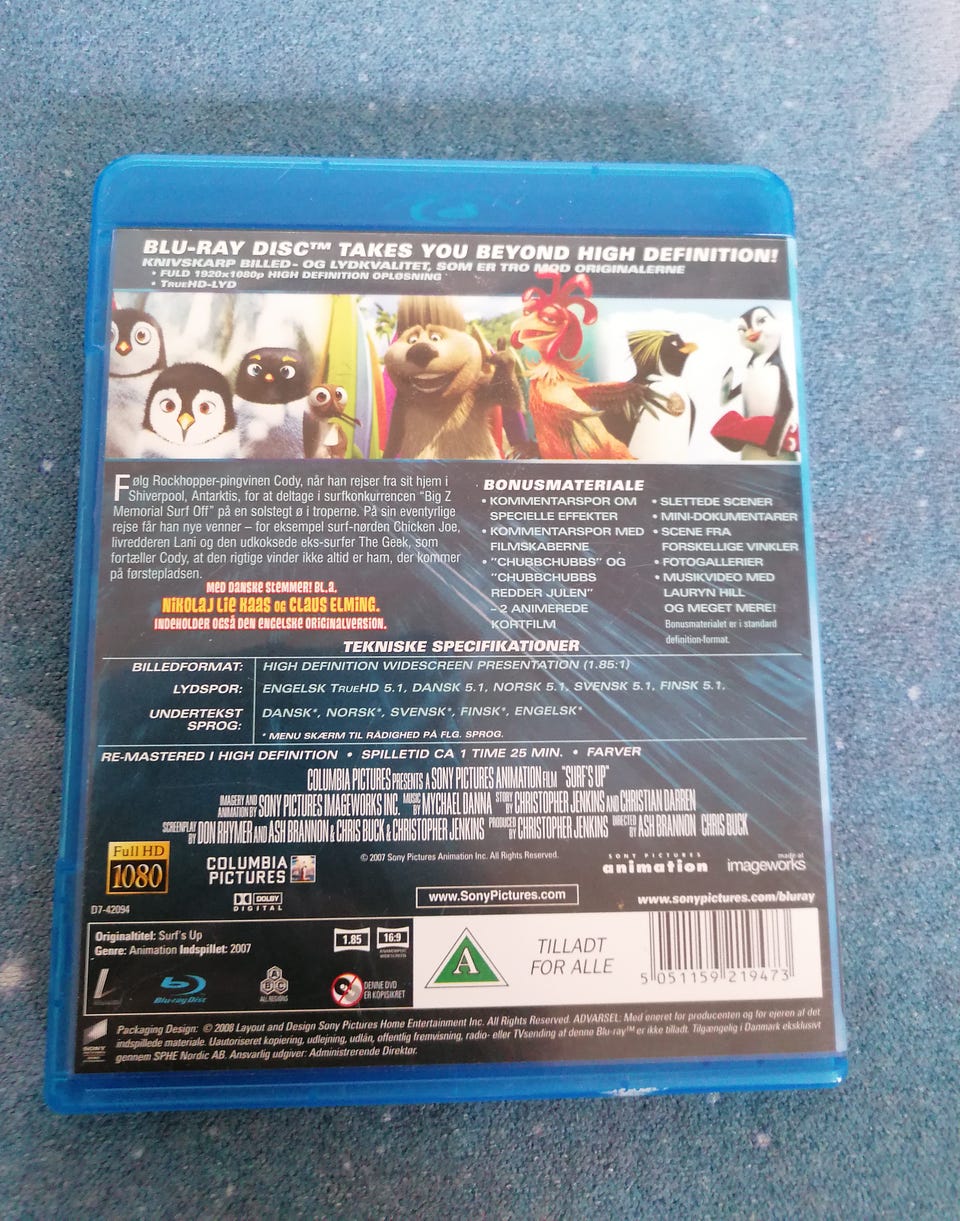 BLU-RAY DISC™ TAKES YOU BEYOND HIGH DEFINITION!
KNIVSKARP BILLED- OG LYDKVALITET, SOM ER TRO MOD ORIGINALERNE
• FULD 1920x1080p HIGH DEFINITION OPLØSNING
• TRUEHD-LYD
Følg Rockhopper-pingvinen Cody, når han rejser fra sit hjem i
Shiverpool, Antarktis, for at deltage i surfkonkurrencen "Big Z
Memorial Surf Off" på en solstegt ø i troperne. På sin eventyrlige
rejse får han nye venner – for eksempel surf-nørden Chicken Joe,
livredderen Lani og den udkoksede eks-surfer The Geek, som
fortæller Cody, at den rigtige vinder ikke altid er ham, der kommer
på førstepladsen.
MED DANSKE STEMMER! BL.A.
NIKOLAJ LIE KAAS OG CLAUS ELMING.
INDEHOLDER OGSÅ DEN ENGELSKE ORIGINALVERSION.
BONUSMATERIALE
• KOMMENTARSPOR OM
SPECIELLE EFFEKTER
• KOMMENTARSPOR MED
FILMSKABERNE
• "CHUBBCHUBBS" OG
"CHUBBCHUBBS
REDDER JULEN"
– 2 ANIMEREDE
KORTFILM
• SLETTEDE SCENER
• MINI-DOKUMENTARER
• SCENE FRA
FORSKELLIGE VINKLER
• FOTOGALLERIER
• MUSIKVIDEO MED
LAURYN HILL
OG MEGET MERE!
Bonusmaterialet er i standard
definition-format.
TEKNISKE SPECIFIKATIONER
BILLEDFORMAT: HIGH DEFINITION WIDESCREEN PRESENTATION (1.85:1)
LYDSPOR: ENGELSK TRUEHD 5.1, DANSK 5.1, NORSK 5.1, SVENSK 5.1, FINSK 5.1,
UNDERTEKST SPROG: DANSK*, NORSK*, SVENSK*, FINSK*, ENGELSK*
* MENU SKÆRM TIL RÅDIGHED PÅ FLG. SPROG.
RE-MASTERED I HIGH DEFINITION • SPILLETID CA 1 TIME 25 MIN. • FARVER
COLUMBIA PICTURES PRESENTS A SONY PICTURES ANIMATION FILM "SURF'S UP"
IMAGERY AND ANIMATION BY SONY PICTURES IMAGEWORKS INC. MUSIC BY MYCHAEL DANNA STORY BY CHRISTOPHER JENKINS AND CHRISTIAN DARREN
SCREENPLAY BY DON RHYMER AND ASH BRANNON & CHRIS BUCK & CHRISTOPHER JENKINS PRODUCED BY CHRISTOPHER JENKINS DIRECTED BY ASH BRANNON CHRIS BUCK
Full HD
1080
COLUMBIA
PICTURES
© 2007 Sony Pictures Animation Inc. All Rights Reserved.
SONY PICTURES
animation
made at
imageworks
DOLBY
DIGITAL
www.SonyPictures.com
www.sonypictures.com/bluray
D7-42094
Originaltitel: Surf's Up
Genre: Animation Indspillet: 2007
1.85
16:9
ANAMORPHIC
WIDESCREEN
L
Blu-ray Disc
A B C
ALL REGIONS
DENNE DVD
ER KOPISIKRET
A
TILLADT
FOR ALLE
5 051159 219473
SONY
Packaging Design: © 2008 Layout and Design Sony Pictures Home Entertainment Inc. All Rights Reserved. ADVARSEL: Med eneret for producenten og for ejeren af det
indspillede materiale. Uautoriseret kopiering, udlejning, udlån, offentlig fremvisning, radio- eller TVsending af denne Blu-ray™ er ikke tilladt. Tilgængelig i Danmark eksklusivt
gennem SPHE Nordic AB. Ansvarlig udgiver: Administrerende Direktør.